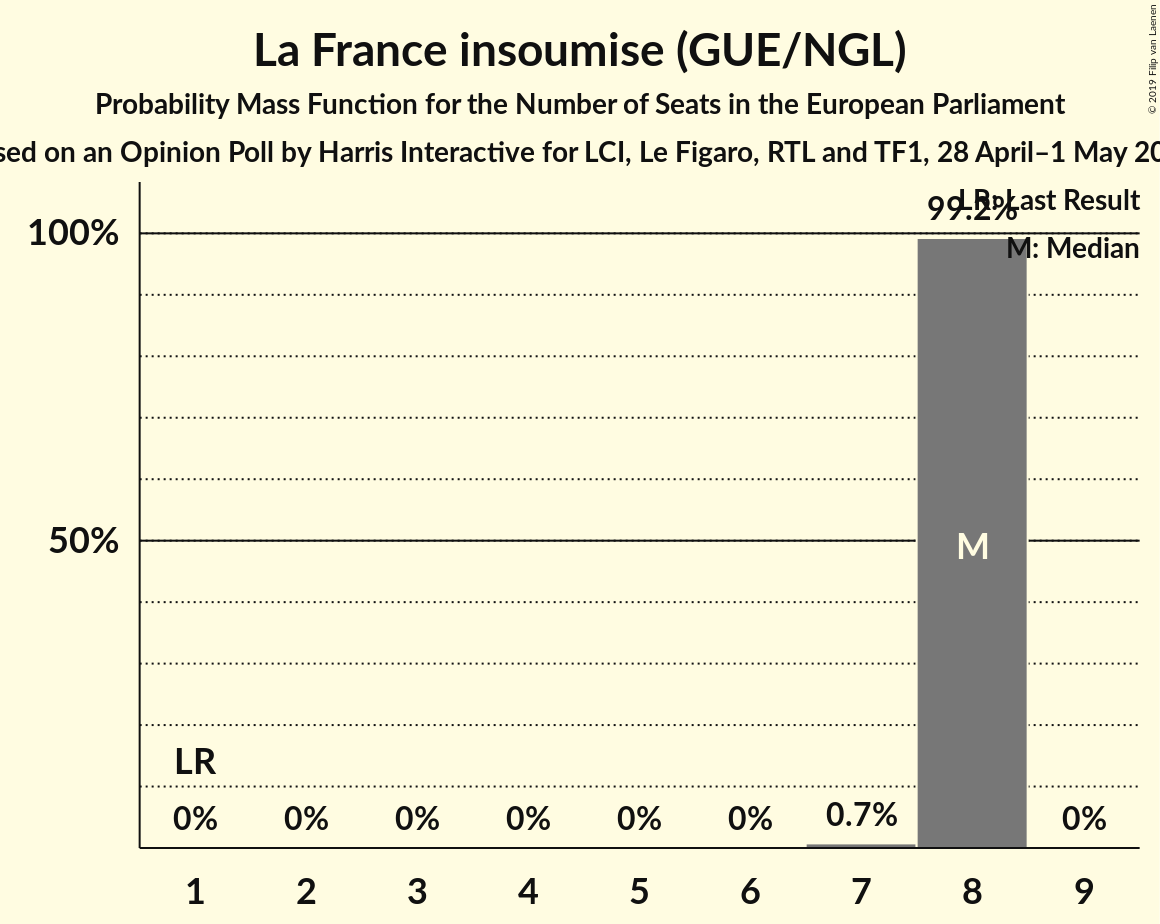 La France insoumise (GUE/NGL)
Probability Mass Function for the Number of Seats in the European Parliament
on an Opinion Poll by Harris Interactive for LCI, Le Figaro, RTL and TF1, 28 April–1 May
© 2019 Filip van Laenen
LR: Last Result
M: Median
99.2%
100%
50%
M
LR
0% 0% 0% 0% 0% 0% 0.7% 0%
1 2 3 4 5 6 7 8 9